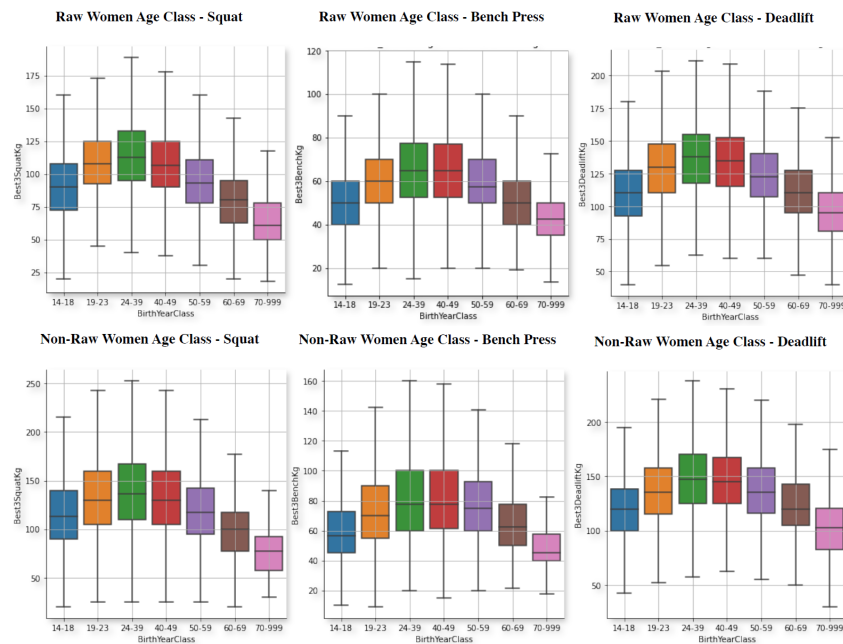 Raw Women Age Class - Squat
Raw Women Age Class - Bench Press
Raw Women Age Class - Deadlift
Best3SquatKg
175
150
125
100
75
50
25
14-18 19-23 24-39 40-49 50-59 60-69 70-999
BirthYearClass
Best3BenchKg
120
100
80
60
40
20
14-18 19-23 24-39 40-49 50-59 60-69 70-999
BirthYearClass
Best3DeadliftKg
200
175
150
125
100
75
50
14-18 19-23 24-39 40-49 50-59 60-69 70-999
BirthYearClass
Non-Raw Women Age Class - Squat
Non-Raw Women Age Class - Bench Press
Non-Raw Women Age Class - Deadlift
Best3SquatKg
250
200
150
100
50
14-18 19-23 24-39 40-49 50-59 60-69 70-999
BirthYearClass
Best3BenchKg
160
140
120
100
80
60
40
20
14-18 19-23 24-39 40-49 50-59 60-69 70-999
BirthYearClass
Best3DeadliftKg
200
150
100
50
14-18 19-23 24-39 40-49 50-59 60-69 70-999
BirthYearClass